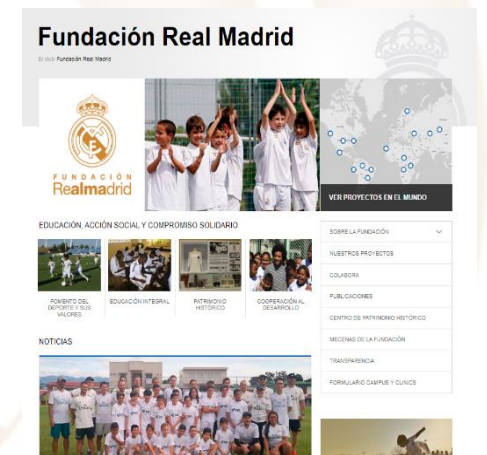 Fundación Real Madrid
El club Fundación Real Madrid
FUNDACIÓN
Realmadrid
VER PROYECTOS EN EL MUNDO
EDUCACIÓN, ACCIÓN SOCIAL Y COMPROMISO SOLIDARIO
FOMENTO DEL
DEPORTE Y SUS
VALORES
EDUCACIÓN INTEGRAL
PATRIMONIO
HISTÓRICO
COOPERACIÓN AL
DESARROLLO
SOBRE LA FUNDACIÓN
NUESTROS PROYECTOS
COLABORA
PUBLICACIONES
CENTRO DE PATRIMONIO HISTÓRICO
MECENAS DE LA FUNDACIÓN
TRANSPARENCIA
FORMULARIO CAMPUS Y CLINICS
NOTICIAS